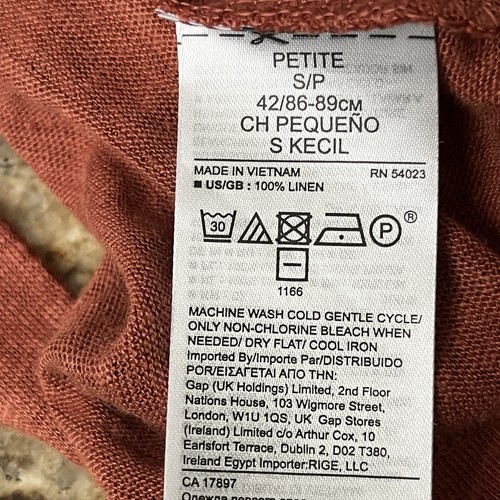 PETITE
S/P
42/86-89CM
CH PEQUEÑO
S KECIL
MADE IN VIETNAM RN 54023
■ US/GB : 100% LINEN
30 P ®
1166
MACHINE WASH COLD GENTLE CYCLE/
ONLY NON-CHLORINE BLEACH WHEN
NEEDED/ DRY FLAT/ COOL IRON
Imported By/Importe Par/DISTRIBUIDO
POR/ΕΙΣΑΓΕΤΑΙ ΑΠΟ ΤΗΝ:
Gap (UK Holdings) Limited, 2nd Floor
Nations House, 103 Wigmore Street,
London, W1U 1QS, UK Gap Stores
(Ireland) Limited c/o Arthur Cox, 10
Earlsfort Terrace, Dublin 2, D02 T380,
Ireland Egypt Importer:RIGE, LLC
CA 17897
Одежда первого